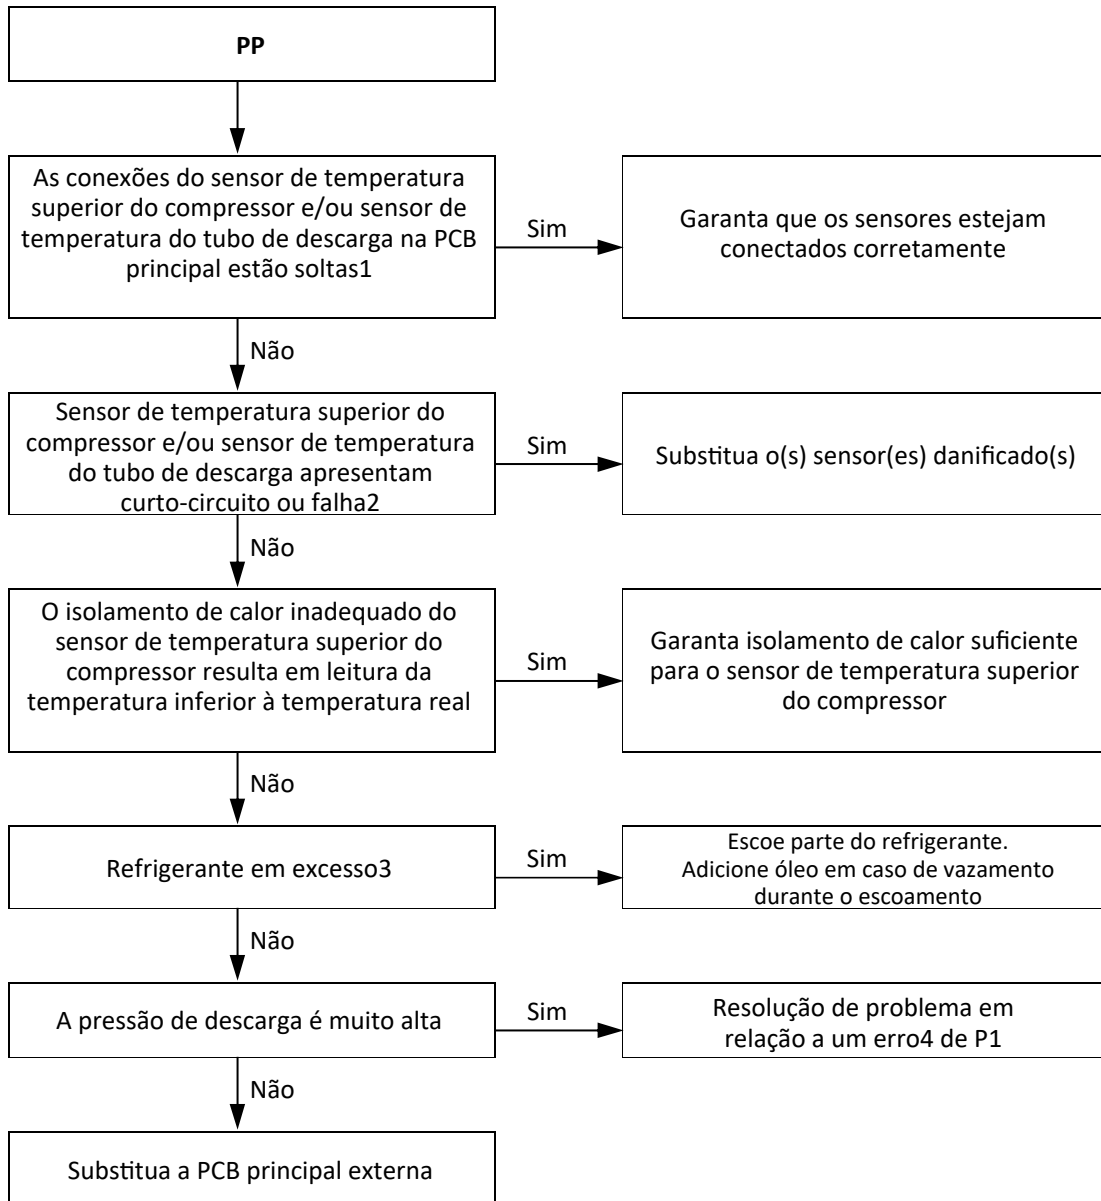 PP
As conexões do sensor de temperatura
superior do compressor e/ou sensor de
temperatura do tubo de descarga na PCB
principal estão soltas1
Sim
Garanta que os sensores estejam
conectados corretamente
Não
Sensor de temperatura superior do
compressor e/ou sensor de temperatura
do tubo de descarga apresentam
curto-circuito ou falha2
Sim
Substitua o(s) sensor(es) danificado(s)
Não
O isolamento de calor inadequado do
sensor de temperatura superior do
compressor resulta em leitura da
temperatura inferior à temperatura real
Sim
Garanta isolamento de calor suficiente
para o sensor de temperatura superior
do compressor
Não
Refrigerante em excesso3
Sim
Escoe parte do refrigerante.
Adicione óleo em caso de vazamento
durante o escoamento
Não
A pressão de descarga é muito alta
Sim
Resolução de problema em
relação a um erro4 de P1
Não
Substitua a PCB principal externa